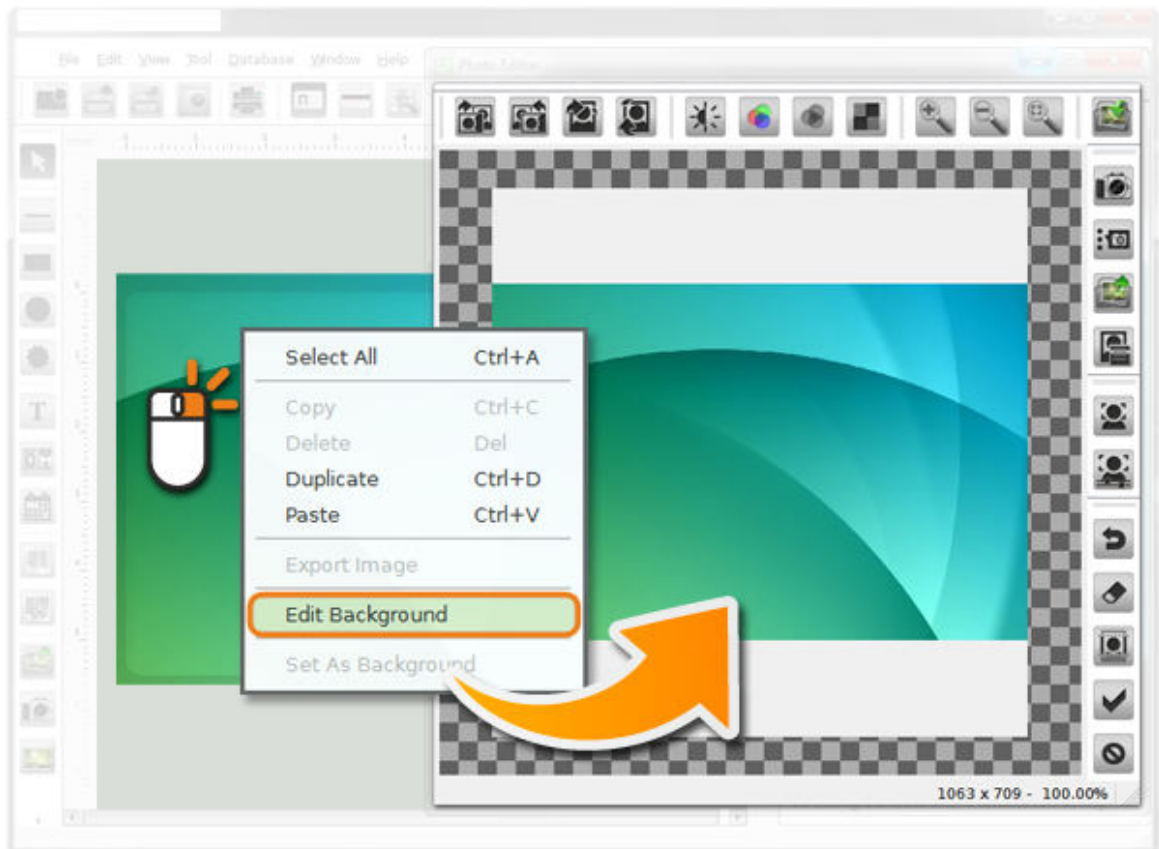 File Edit View Tool Database Window Help
Photo Editor
Select All Ctrl+A
Copy Ctrl+C
Delete Del
Duplicate Ctrl+D
Paste Ctrl+V
Export Image
Edit Background
Set As Background
T
1063 x 709 - 100.00%